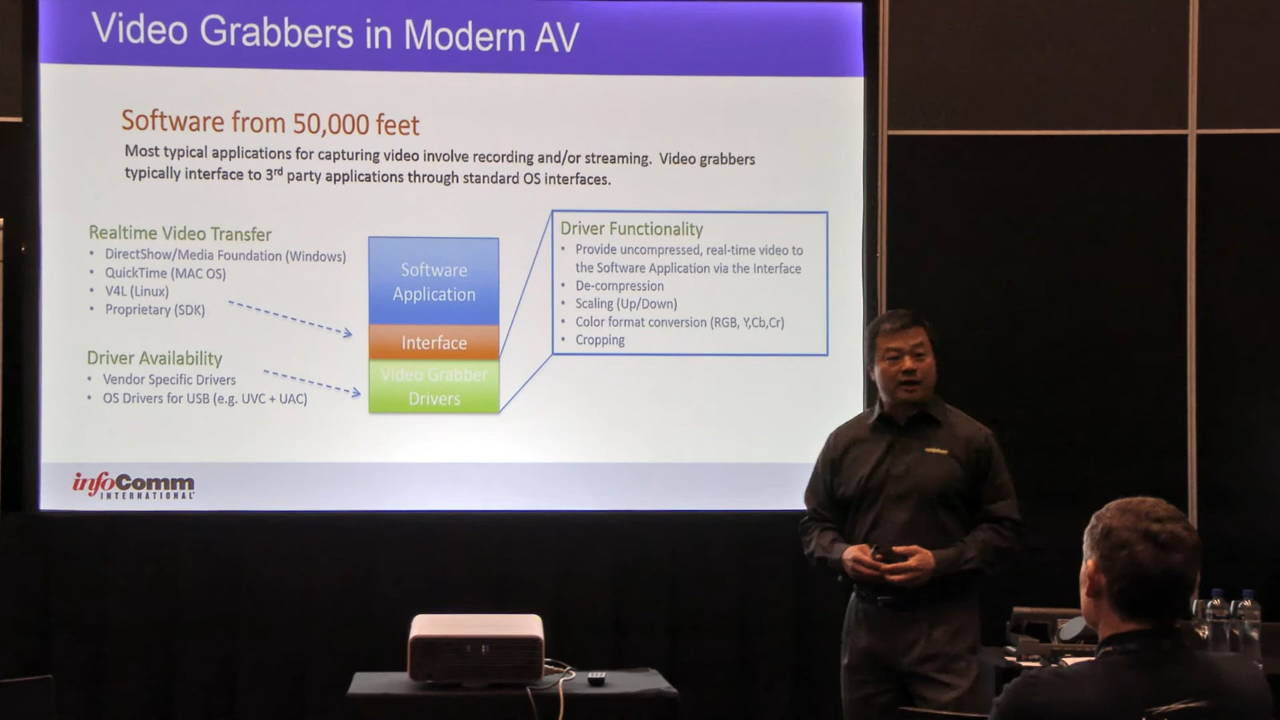 Video Grabbers in Modern AV
Software from 50,000 feet
Most typical applications for capturing video involve recording and/or streaming. Video grabbers
typically interface to 3rd party applications through standard OS interfaces.
Realtime Video Transfer
• DirectShow/Media Foundation (Windows)
• QuickTime (MAC OS)
• V4L (Linux)
• Proprietary (SDK)
Driver Availability
• Vendor Specific Drivers
• OS Drivers for USB (e.g. UVC + UAC)
Software
Application
Interface
Video Grabber
Drivers
Driver Functionality
• Provide uncompressed, real-time video to
the Software Application via the Interface
• De-compression
• Scaling (Up/Down)
• Color format conversion (RGB, Y,Cb,Cr)
• Cropping
infoComm
INTERNATIONAL